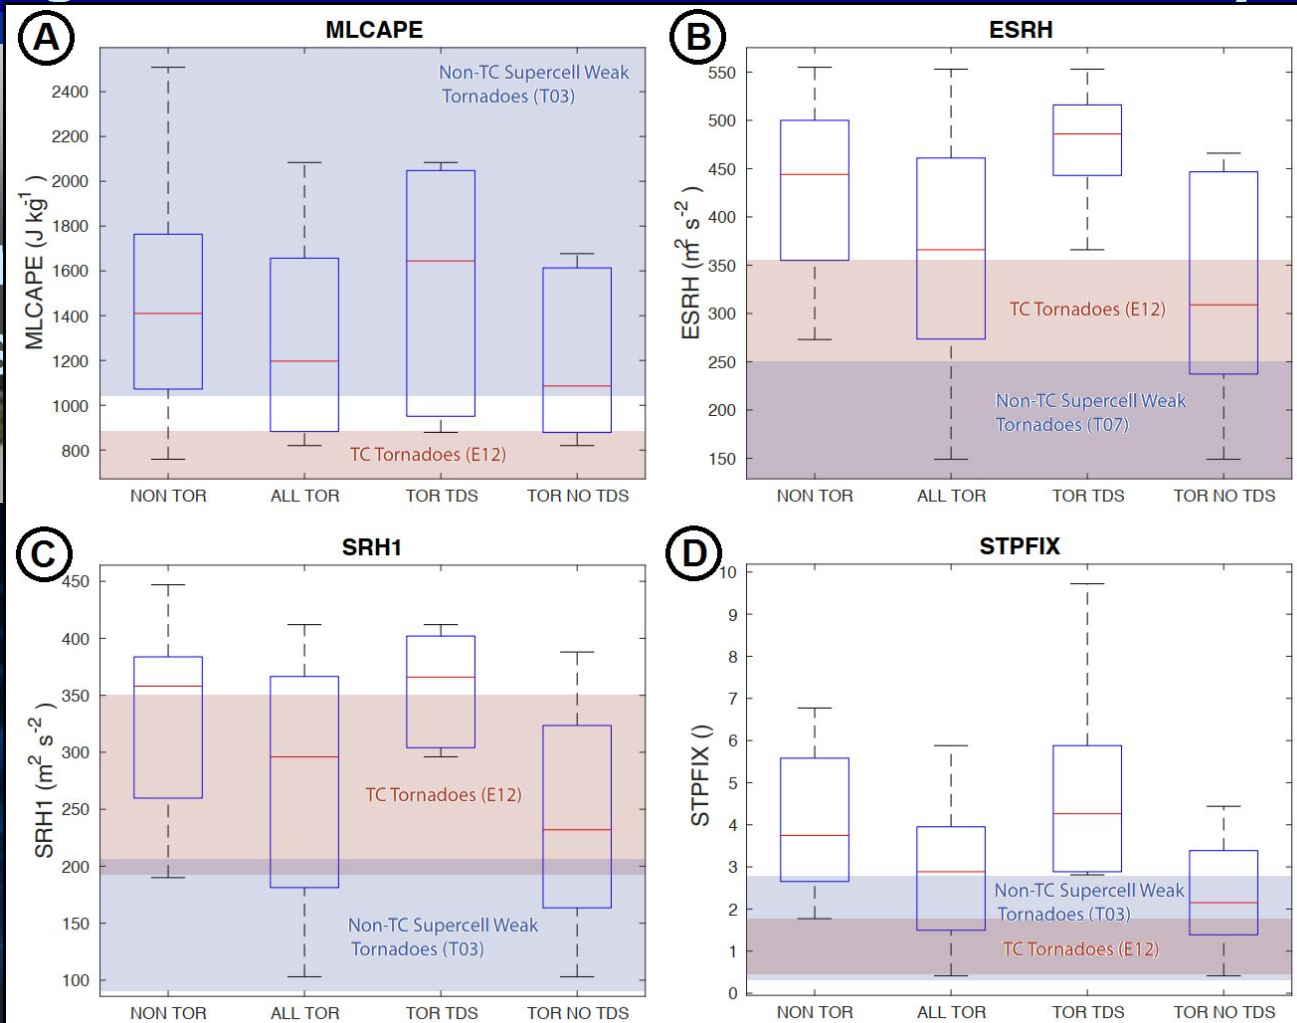 A
MLCAPE
MLCAPE (J kg-1 )
2400
2200
2000
1800
1600
1400
1200
1000
800
Non-TC Supercell Weak
Tornadoes (T03)
TC Tornadoes (E12)
NON TOR
ALL TOR
TOR TDS
TOR NO TDS
B
ESRH
ESRH (m2 s-2 )
550
500
450
400
350
300
250
200
150
TC Tornadoes (E12)
Non-TC Supercell Weak
Tornadoes (T07)
NON TOR
ALL TOR
TOR TDS
TOR NO TDS
C
SRH1
SRH1 (m2 s-2 )
450
400
350
300
250
200
150
100
TC Tornadoes (E12)
Non-TC Supercell Weak
Tornadoes (T03)
NON TOR
ALL TOR
TOR TDS
TOR NO TDS
D
STPFIX
STPFIX ()
10
9
8
7
6
5
4
3
2
1
0
Non-TC Supercell Weak
Tornadoes (T03)
TC Tornadoes (E12)
NON TOR
ALL TOR
TOR TDS
TOR NO TDS